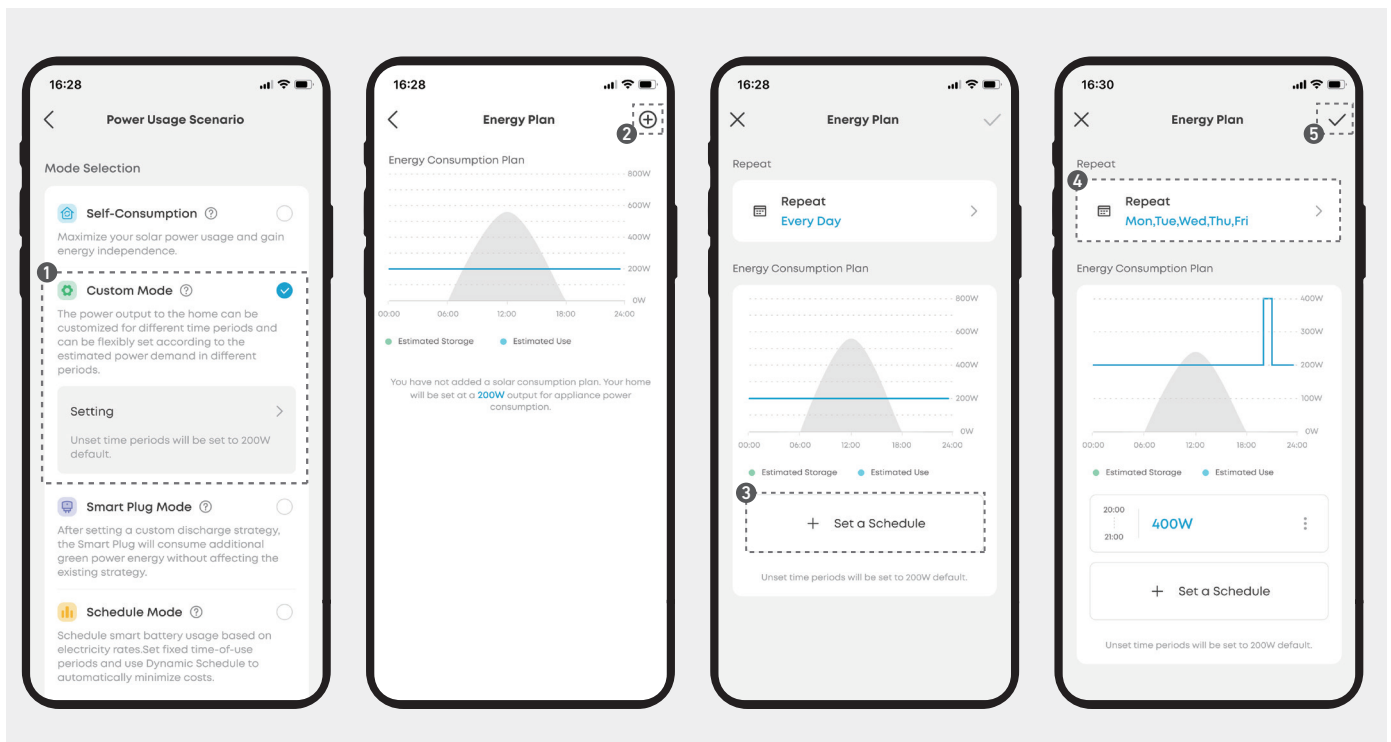 16:28
Power Usage Scenario
Mode Selection
Self-Consumption ?
Maximize your solar power usage and gain
energy independence.
1
Custom Mode ?
The power output to the home can be
customized for different time periods and
can be flexibly set according to the
estimated power demand in different
periods.
Setting
Unset time periods will be set to 200W
default.
Smart Plug Mode ?
After setting a custom discharge strategy,
the Smart Plug will consume additional
green power energy without affecting the
existing strategy.
Schedule Mode ?
Schedule smart battery usage based on
electricity rates.Set fixed time-of-use
periods and use Dynamic Schedule to
automatically minimize costs.
16:28
Energy Plan
2
Energy Consumption Plan
800W
600W
400W
200W
0W
00:00 06:00 12:00 18:00 24:00
Estimated Storage Estimated Use
You have not added a solar consumption plan. Your home
will be set at a 200W output for appliance power
consumption.
16:28
Energy Plan
Repeat
Repeat
Every Day
Energy Consumption Plan
800W
600W
400W
200W
0W
00:00 06:00 12:00 18:00 24:00
Estimated Storage Estimated Use
3
+ Set a Schedule
Unset time periods will be set to 200W default.
16:30
Energy Plan
5
Repeat
4
Repeat
Mon,Tue,Wed,Thu,Fri
Energy Consumption Plan
400W
300W
200W
100W
0W
00:00 06:00 12:00 18:00 24:00
Estimated Storage Estimated Use
20:00
400W
21:00
+ Set a Schedule
Unset time periods will be set to 200W default.